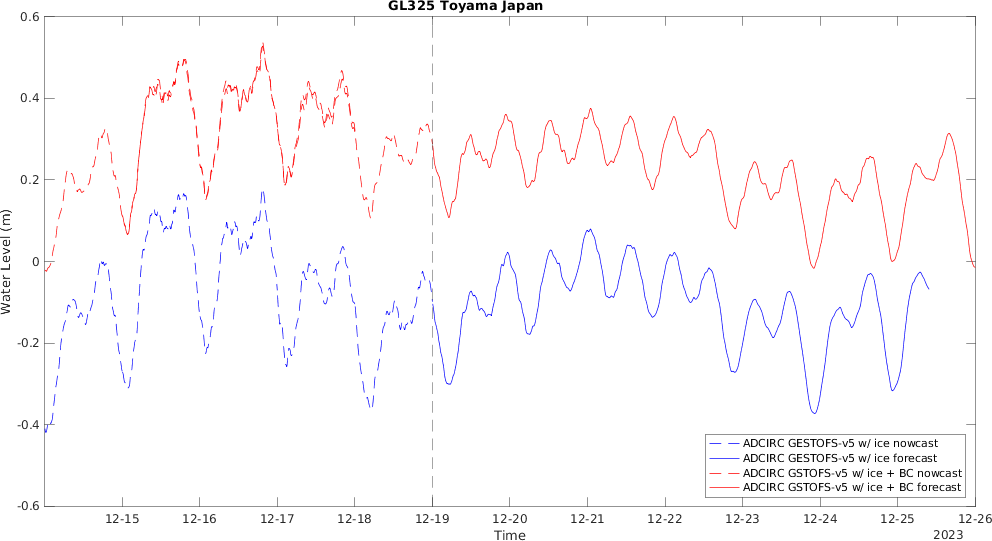 GL325 Toyama Japan
0.6
0.4
0.2
0
-0.2
-0.4
-0.6
Water Level (m)
12-15 12-16 12-17 12-18 12-19 12-20 12-21 12-22 12-23 12-24 12-25 12-26
Time
2023
ADCIRC GESTOFS-v5 w/ ice nowcast
ADCIRC GESTOFS-v5 w/ ice forecast
ADCIRC GSTOFS-v5 w/ ice + BC nowcast
ADCIRC GSTOFS-v5 w/ ice + BC forecast